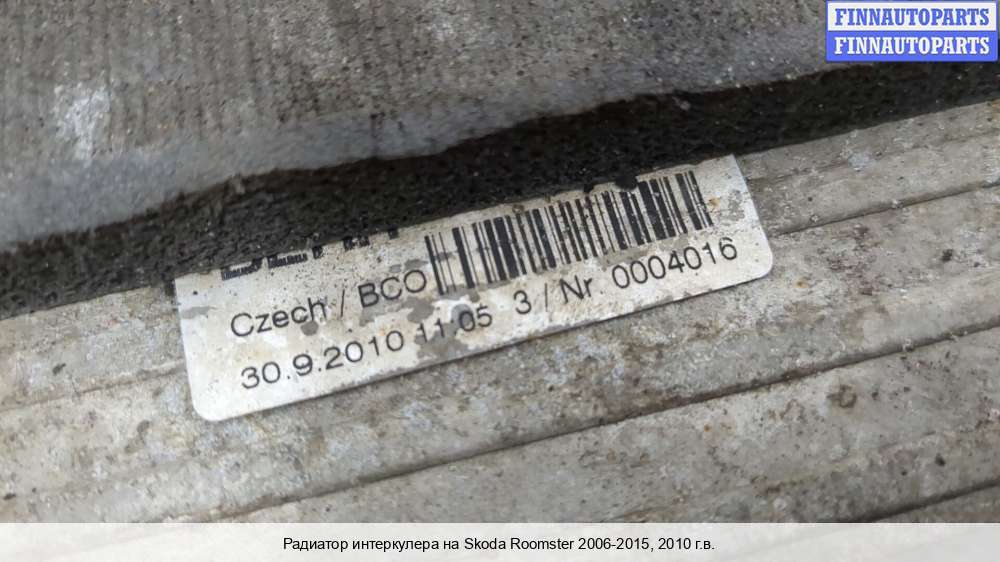 FINNAUTOPARTS
FINNAUTOPARTS
Czech / BCO
30.9.2010 11:05 3 / Nr 0004016
Радиатор интеркулера на Skoda Roomster 2006-2015, 2010 г.в.